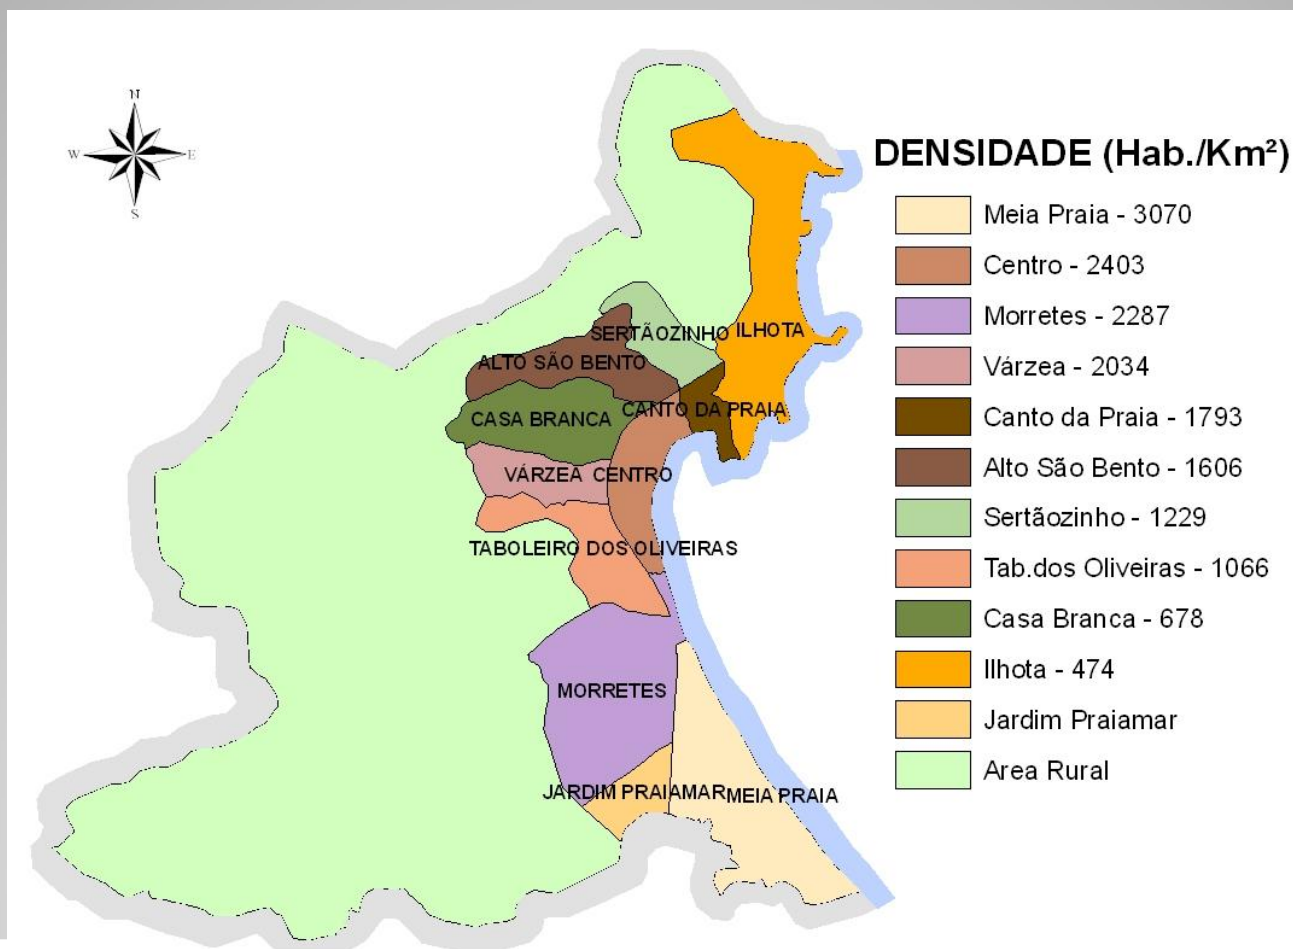 N
W
E
S
DENSIDADE (Hab./Km²)
Meia Praia - 3070
Centro - 2403
Morretes - 2287
Várzea - 2034
Canto da Praia - 1793
Alto São Bento - 1606
Sertãozinho - 1229
Tab.dos Oliveiras - 1066
Casa Branca - 678
Ilhota - 474
Jardim Praiamar
Area Rural
SERTÃOZINHO
ILHOTA
ALTO SÃO BENTO
CANTO DA PRAIA
CASA BRANCA
VÁRZEA
CENTRO
TABOLEIRO DOS OLIVEIRAS
MORRETES
JARDIM PRAIAMAR
MEIA PRAIA